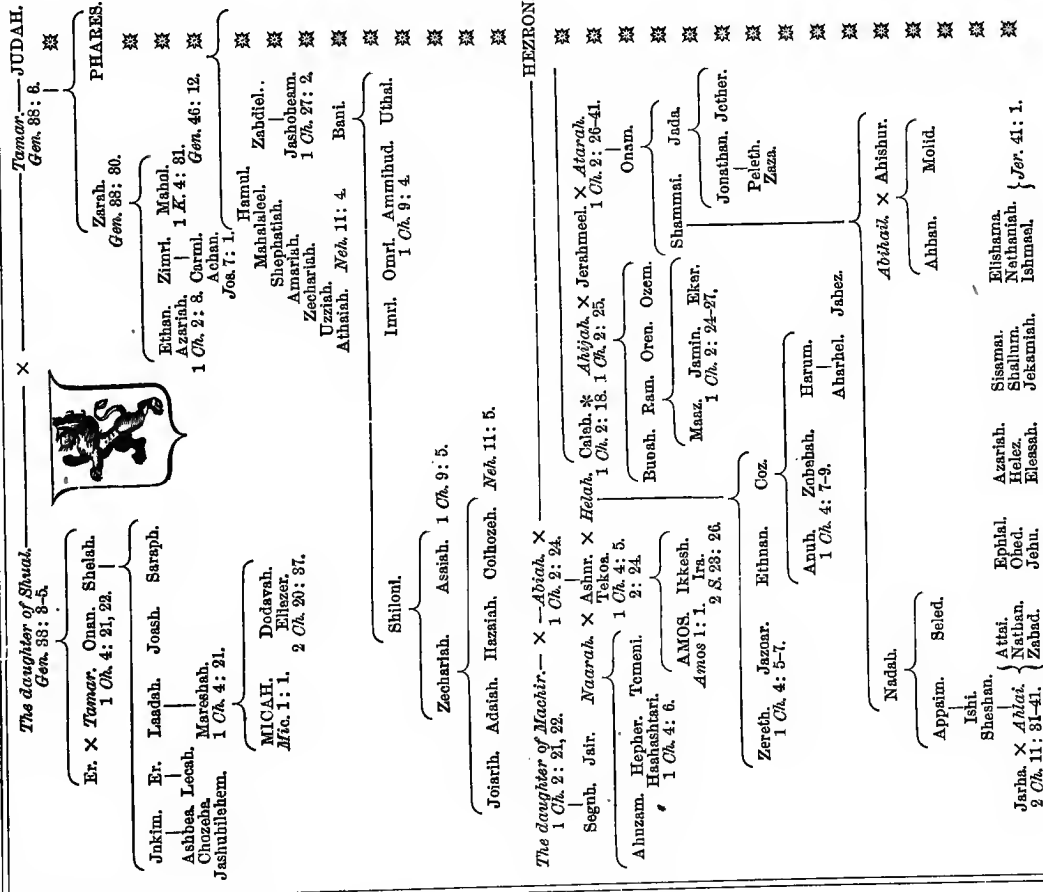 The daughter of Shual. × Tamar. JUDAH.
Gen. 38: 3-5. Gen. 38: 6.
Er. × Tamar. Onan. Shelah.
1 Ch. 4: 21, 22.
Zarah. PHARES.
Gen. 38: 30.
Jokim. Er. Laadah. Joash. Saraph.
Ashbea. Lecah. Mareshah.
Chozeba. 1 Ch. 4: 21.
Jashubilehem.
MICAH. Dodavah.
Mic. 1: 1. Eliezer.
2 Ch. 20: 37.
Ethan. Zimri. Mahol.
Azariah. Carmi. 1 K. 4: 31.
1 Ch. 2: 8. Achan. Gen. 46: 12.
Jos. 7: 1.
Hamul.
Mahalaleel. Zabdiel..
Shephatiah. Jashobeam.
Amariah. 1 Ch. 27: 2.
Zechariah.
Uzziah.
Athaiah. Neh. 11: 4. Bani.
Shiloni. Imri. Omri. Ammihud. Uthai.
1 Ch. 9: 4.
Zechariah. Asaiah. 1 Ch. 9: 5.
Joiarib. Adaiah. Hazaiah. Colhozeh. Neh. 11: 5.
The daughter of Machir. × Abiah. × HEZRON
1 Ch. 2: 21, 22. 1 Ch. 2: 24.
Segub. Jair. Naarah. × Ashur. × Helah. Caleb.* Ahijah. × Jerahmeel. × Atarah.
Tekoa. 1 Ch. 2: 18. 1 Ch. 2: 25. 1 Ch. 2: 26-41.
1 Ch. 4: 5.
2: 24.
Onam.
Ahuzam. Hepher. Temeni.
Haahashtari.
1 Ch. 4: 6.
AMOS. Ikkesh.
Amos 1: 1. Ira.
2 S. 23: 26.
Bunah. Ram. Oren. Ozem. Shammai. Jada.
Maaz. Jamin. Eker.
1 Ch. 2: 24-27.
Jonathan. Jether.
Peleth.
Zaza.
Zereth. Jazoar. Ethnan. Coz.
1 Ch. 4: 5-7.
Anub. Zobebah. Harum.
1 Ch. 4: 7-9. Aharhel. Jabez.
Nadab. Abihail. × Abishur.
Appaim. Seled. Ahban. Molid.
Ishi.
Sheshan.
Jarha. × Ahlai.
2 Ch. 11: 31-41.
Attai. Ephlal. Azariah. Sisamai. Elishama.
Nathan. Obed. Helez. Shallum. Nethaniah. Jer. 41: 1.
Zabad. Jehu. Eleasah. Jekamiah. Ishmael.